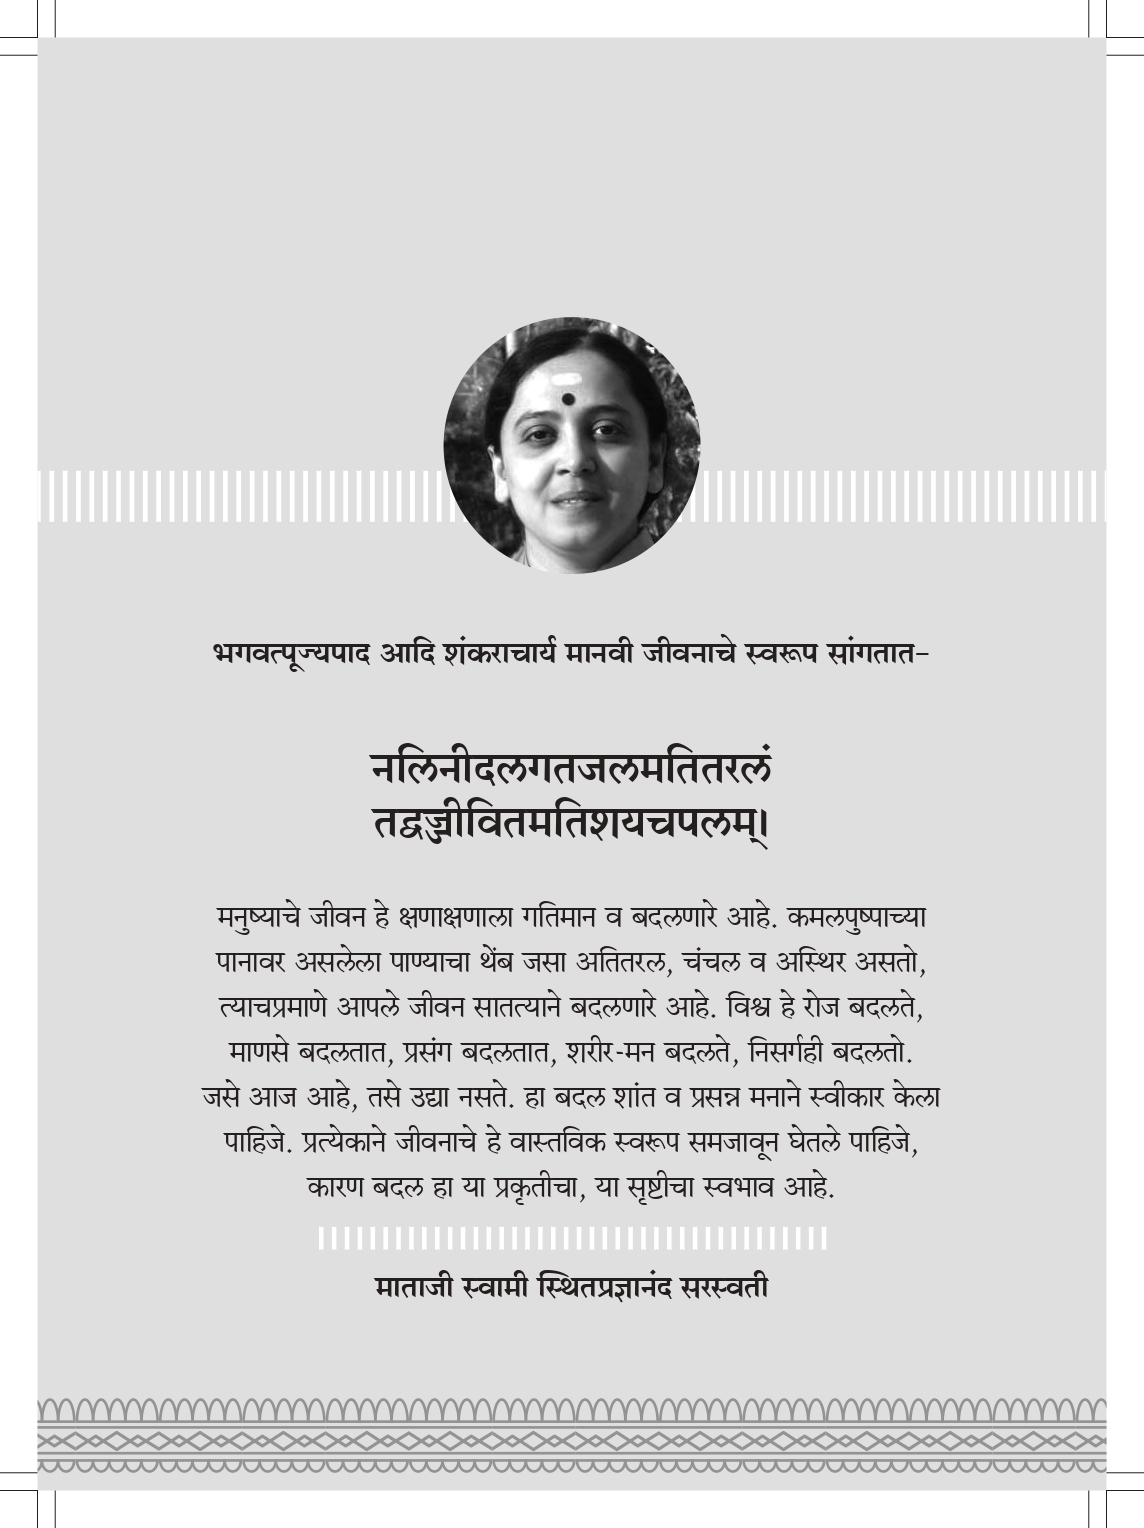 भगवत्पूज्यपाद आदि शंकराचार्य मानवी जीवनाचे स्वरूप सांगतात–
नलिनीदलगतजलमतितरलं
तद्वज्जीवितमतिशयचपलम्।
मनुष्याचे जीवन हे क्षणाक्षणाला गतिमान व बदलणारे आहे. कमलपुष्पाच्या
पानावर असलेला पाण्याचा थेंब जसा अतितरल, चंचल व अस्थिर असतो,
त्याचप्रमाणे आपले जीवन सातत्याने बदलणारे आहे. विश्व हे रोज बदलते,
माणसे बदलतात, प्रसंग बदलतात, शरीर-मन बदलते, निसर्गही बदलतो.
जसे आज आहे, तसे उद्या नसते. हा बदल शांत व प्रसन्न मनाने स्वीकार केला
पाहिजे. प्रत्येकाने जीवनाचे हे वास्तविक स्वरूप समजावून घेतले पाहिजे,
कारण बदल हा या प्रकृतीचा, या सृष्टीचा स्वभाव आहे.
माताजी स्वामी स्थितप्रज्ञानंद सरस्वती